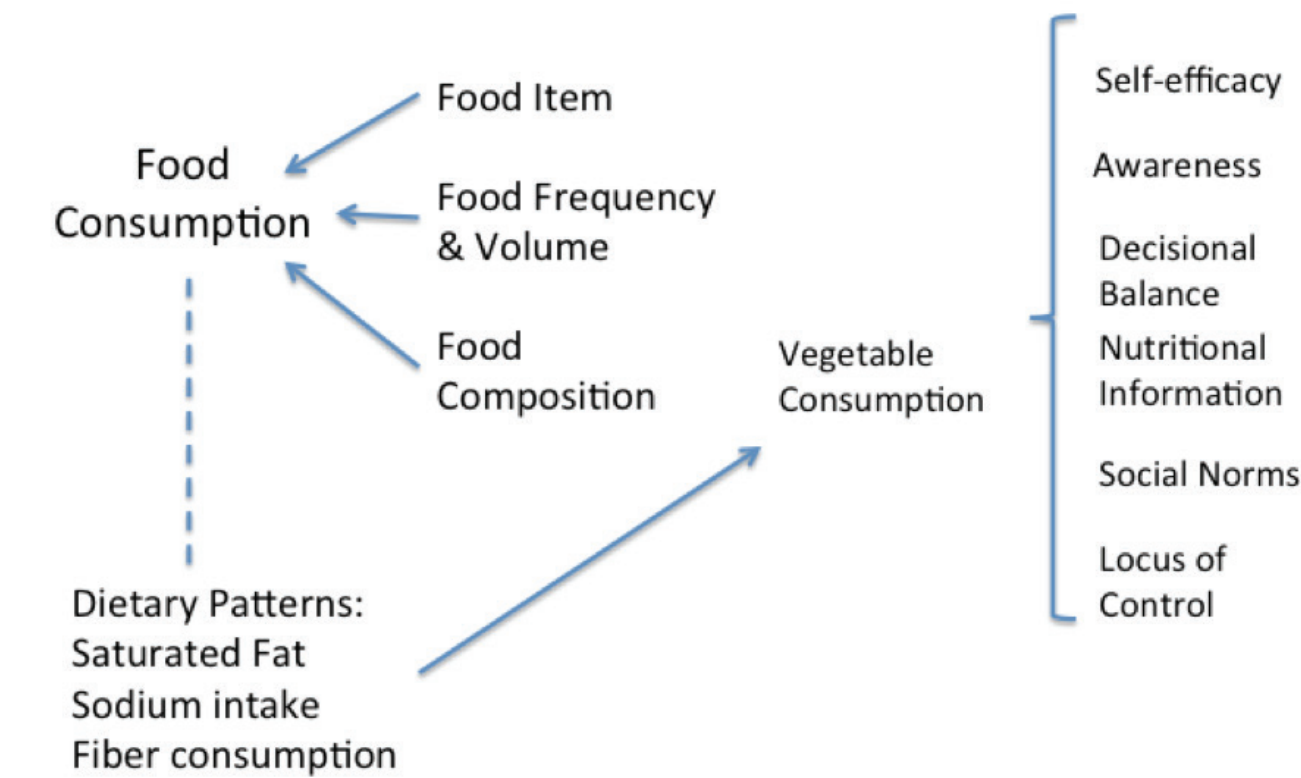 Food
Consumption
Food Item
Food Frequency
& Volume
Food
Composition
Dietary Patterns:
Saturated Fat
Sodium intake
Fiber consumption
Vegetable
Consumption
Self-efficacy
Awareness
Decisional
Balance
Nutritional
Information
Social Norms
Locus of
Control